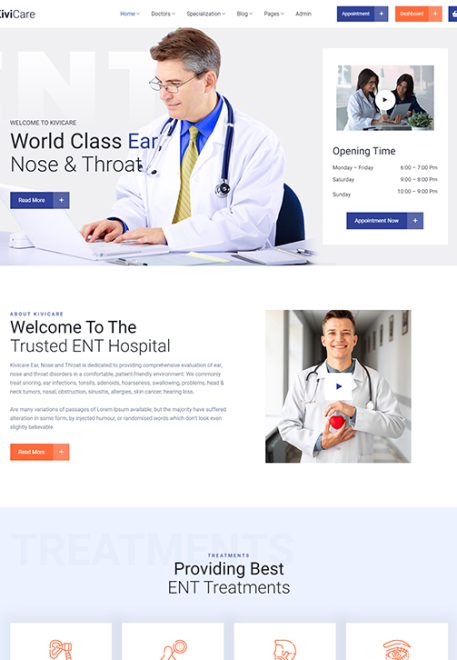 KiviCare
Home Doctors Specialization Blog Pages Admin
Appointment +
Dashboard +
ENT
WELCOME TO KIVICARE
World Class Ear,
Nose & Throat
Read More +
Opening Time
Monday – Friday 6:00 – 7:00 Pm
Saturday 9:00 – 8:00 Pm
Sunday 10:00 – 9:00 Pm
Appointment Now +
ABOUT KIVICARE
Welcome To The
Trusted ENT Hospital
Kivicare Ear, Nose and Throat is dedicated to providing comprehensive evaluation of ear,
nose and throat disorders in a comfortable, patient-friendly environment. We commonly
treat snoring, ear infections, tonsils, adenoids, hoarseness, swallowing, problems, head &
neck tumors, nasal, obstruction, sinusitis, allergies, skin cancer, hearing loss.
Are many variations of passages of Lorem Ipsum available, but the majority have suffered
alteration in some form, by injected humour, or randomised words which don't look even
slightly believable.
Read More +
TREATMENTS
TREATMENTS
Providing Best
ENT Treatments